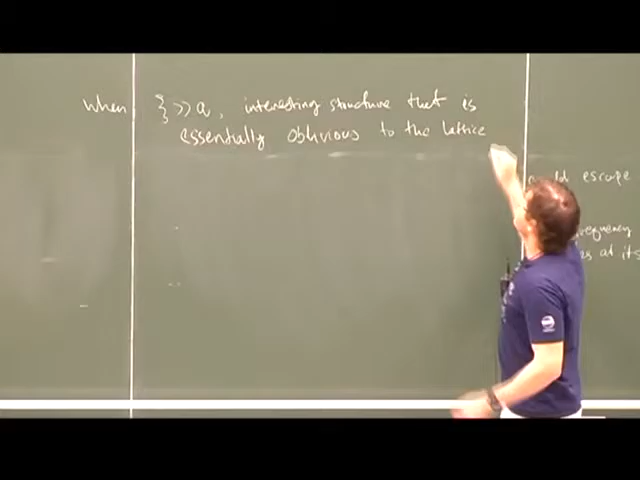 when ξ >> a, interesting structure that is
essentially oblivious to the lattice
escape
frequency
at its